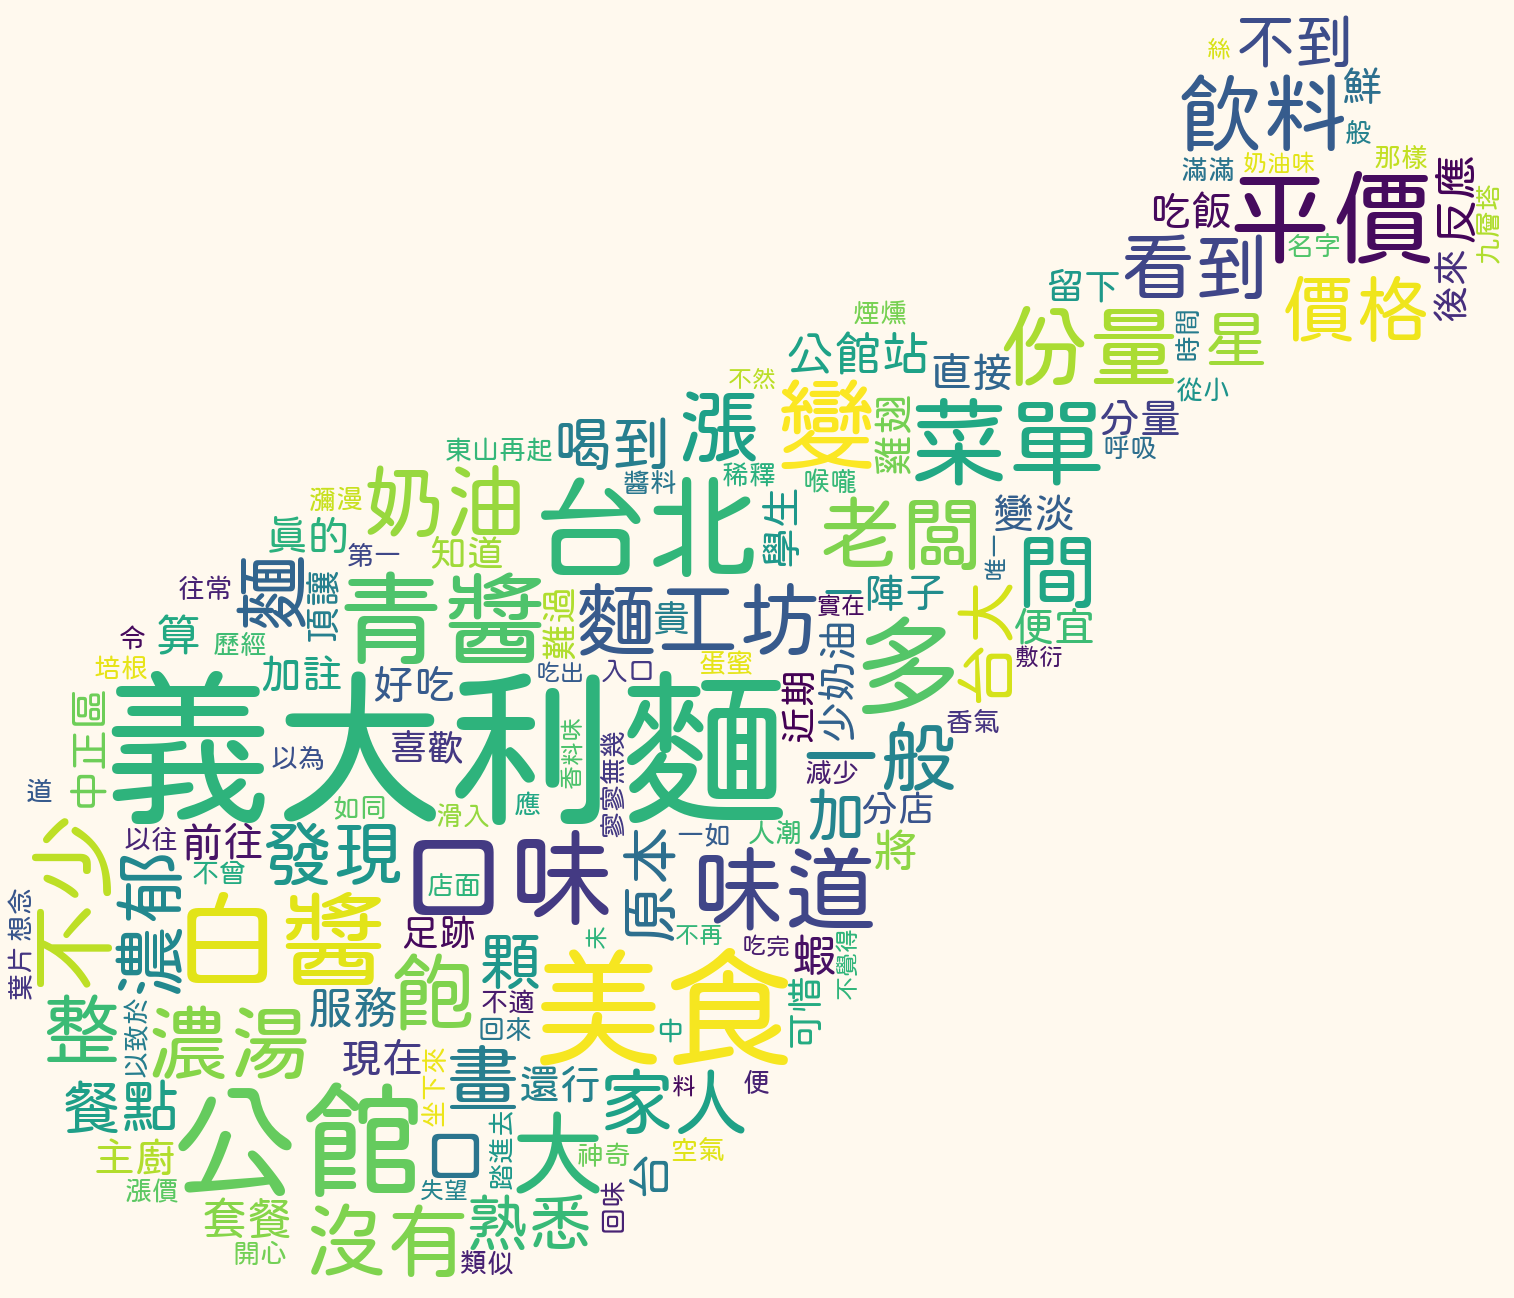 絲
不到
飲料
鮮
般
滿滿
奶油味
那樣
平價
反應
吃飯
九層塔
看到
名字
後來
留下
價格
煙燻
份量
時間
星
公館站
直接
不然
變
從小
漲
雞翅
菜單
分量
喝到
東山再起
呼吸
醬料
稀釋
喉嚨
奶油
瀰漫
台北
學生
老闆
變淡
真的
第一
知道
唯一
間
麵
往常
頂讓
青醬
難過
麵工坊
貴
實在
一陣子
台大
便宜
令
算
歷經
少奶油
多
敷衍
培根
加註
好吃
吃出
入口
蛋蜜
近期
中正區
義大利麵
香氣
喜歡
香料味
寥寥無幾
以為
一般
減少
道
如同
滑入
應
加
分店
不少
以往
前往
發現
一如
人潮
將
濃郁
不曾
口味
店面
原本
味道
想念
白醬
葉片
足跡
未
不再
吃完
蝦
不覺得
顆
飽
美食
可惜
整
以致於
濃湯
服務
不適
回來
中
現在
坐下來
畫
還行
家人
料
便
餐點
公館
口
踏進去
大
主廚
神奇
台
空氣
漲價
失望
回味
套餐
沒有
熟悉
開心
類似